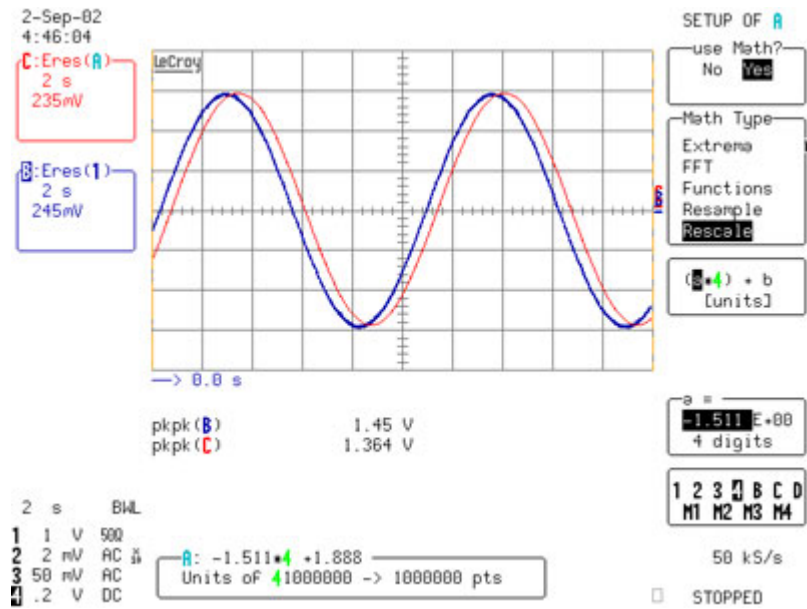 2-Sep-02
4:46:04
C:Eres(A)
2 s
235mV
B:Eres(1)
2 s
245mV
LeCroy
--> 0.0 s
pkpk(B) 1.45 V
pkpk(C) 1.364 V
2 s BWL
1 1 V 50Ω
2 2 mV AC
3 50 mV AC
4 .2 V DC
A: -1.511*4 +1.888
Units of 4 1000000 -> 1000000 pts
SETUP OF A
use Math?
No Yes
Math Type
Extrema
FFT
Functions
Resample
Rescale
(a*4) + b
[units]
a =
-1.511 E+00
4 digits
1 2 3 4 B C D
M1 M2 M3 M4
50 kS/s
STOPPED